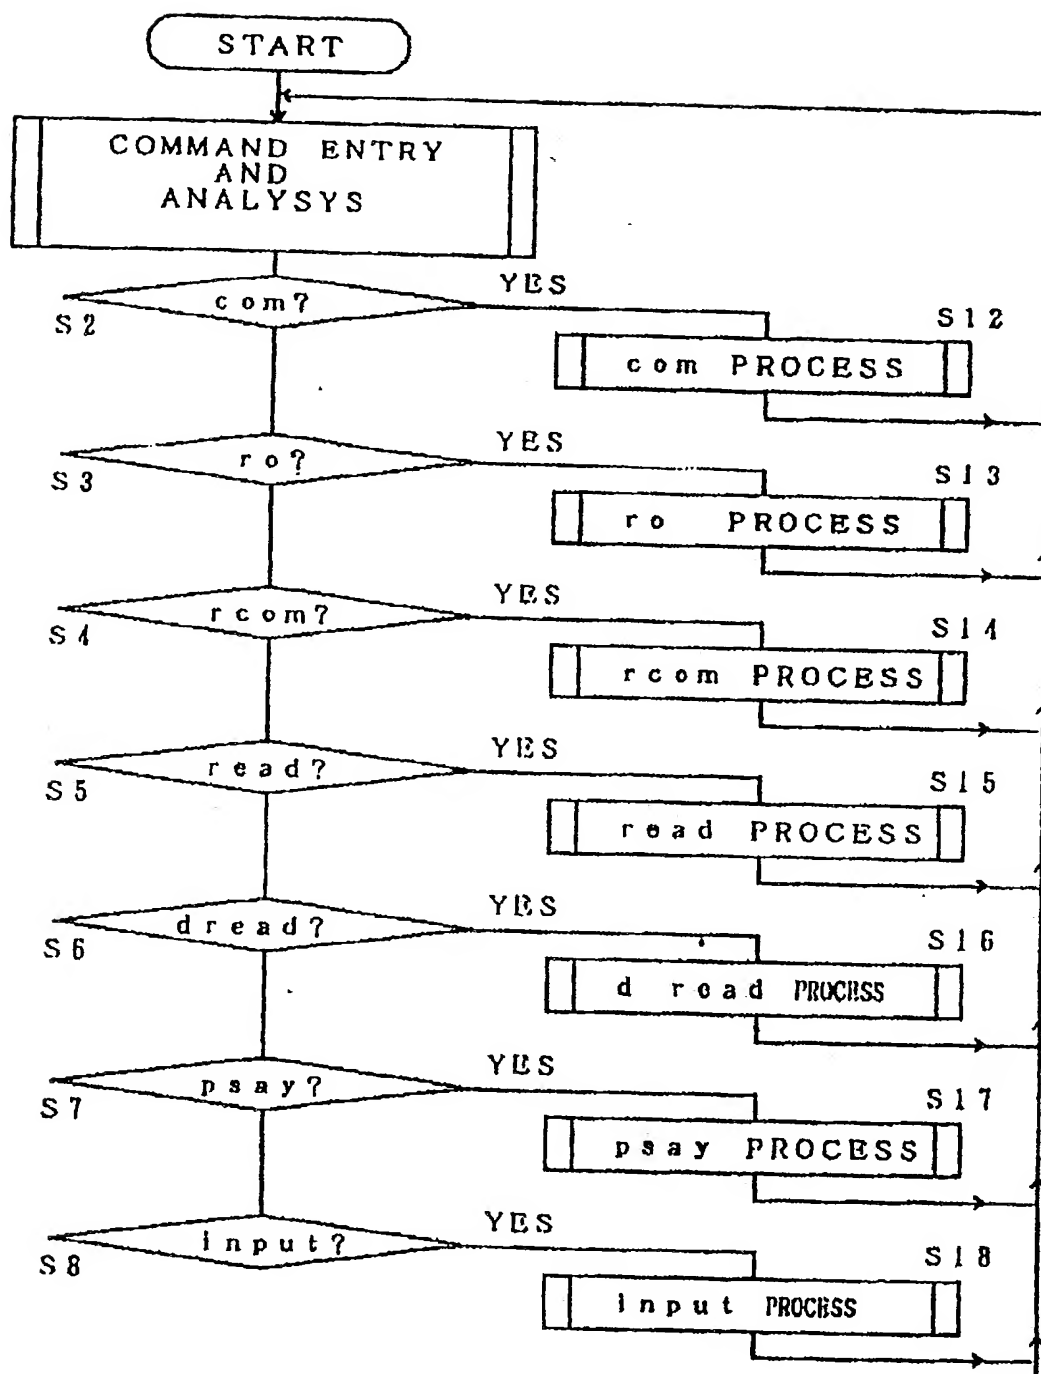 START
COMMAND ENTRY
AND
ANALYSYS
com?
YES
S2
S12
com PROCESS
ro?
YES
S3
S13
ro PROCESS
rcom?
YES
S4
S14
rcom PROCESS
read?
YES
S5
S15
read PROCESS
dread?
YES
S6
S16
d read PROCESS
psay?
YES
S7
S17
psay PROCESS
input?
YES
S8
S18
input PROCESS